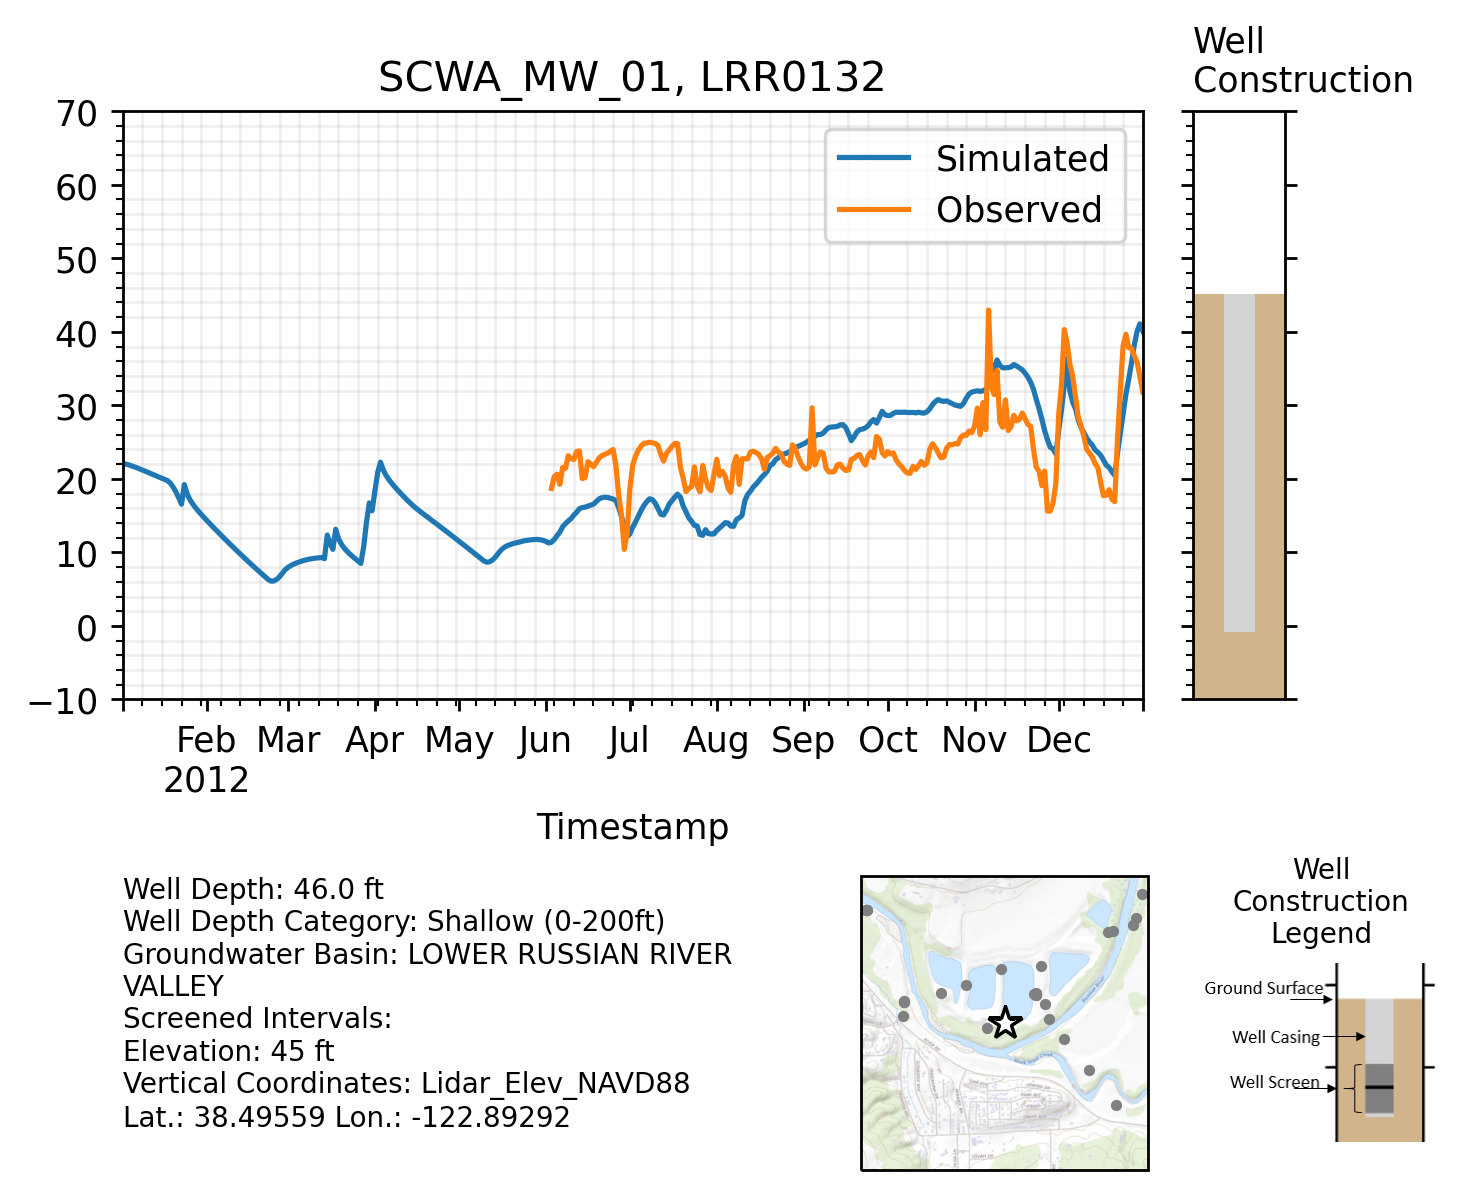 Well
Construction
SCWA_MW_01, LRR0132
70
60
50
40
30
20
10
0
−10
Simulated
Observed
Feb Mar Apr May Jun Jul Aug Sep Oct Nov Dec
2012
Timestamp
Well Depth: 46.0 ft
Well Depth Category: Shallow (0-200ft)
Groundwater Basin: LOWER RUSSIAN RIVER
VALLEY
Screened Intervals:
Elevation: 45 ft
Vertical Coordinates: Lidar_Elev_NAVD88
Lat.: 38.49559 Lon.: -122.89292
Well
Construction
Legend
Ground Surface
Well Casing
Well Screen